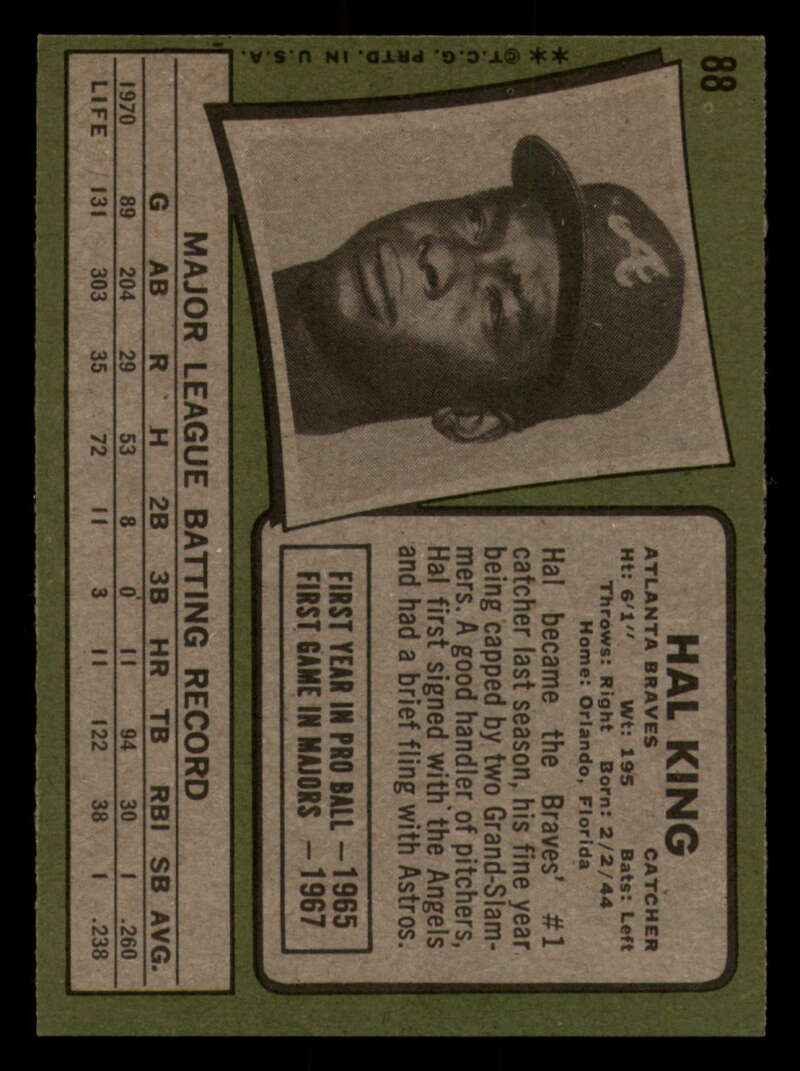 88
**©T.C.G. PRTD. IN U.S.A.
HAL KING
ATLANTA BRAVES CATCHER
Ht: 6'1" Wt: 195 Bats: Left
Throws: Right Born: 2/2/44
Home: Orlando, Florida
Hal became the Braves' #1
catcher last season, his fine year
being capped by two Grand-Slam-
mers. A good handler of pitchers,
Hal first signed with the Angels
and had a brief fling with Astros.
FIRST YEAR IN PRO BALL — 1965
FIRST GAME IN MAJORS — 1967
A
MAJOR LEAGUE BATTING RECORD
G AB R H 2B 3B HR TB RBI SB AVG.
1970 89 204 29 53 8 0 11 94 30 1 .260
LIFE 131 303 35 72 11 3 11 122 38 1 .238